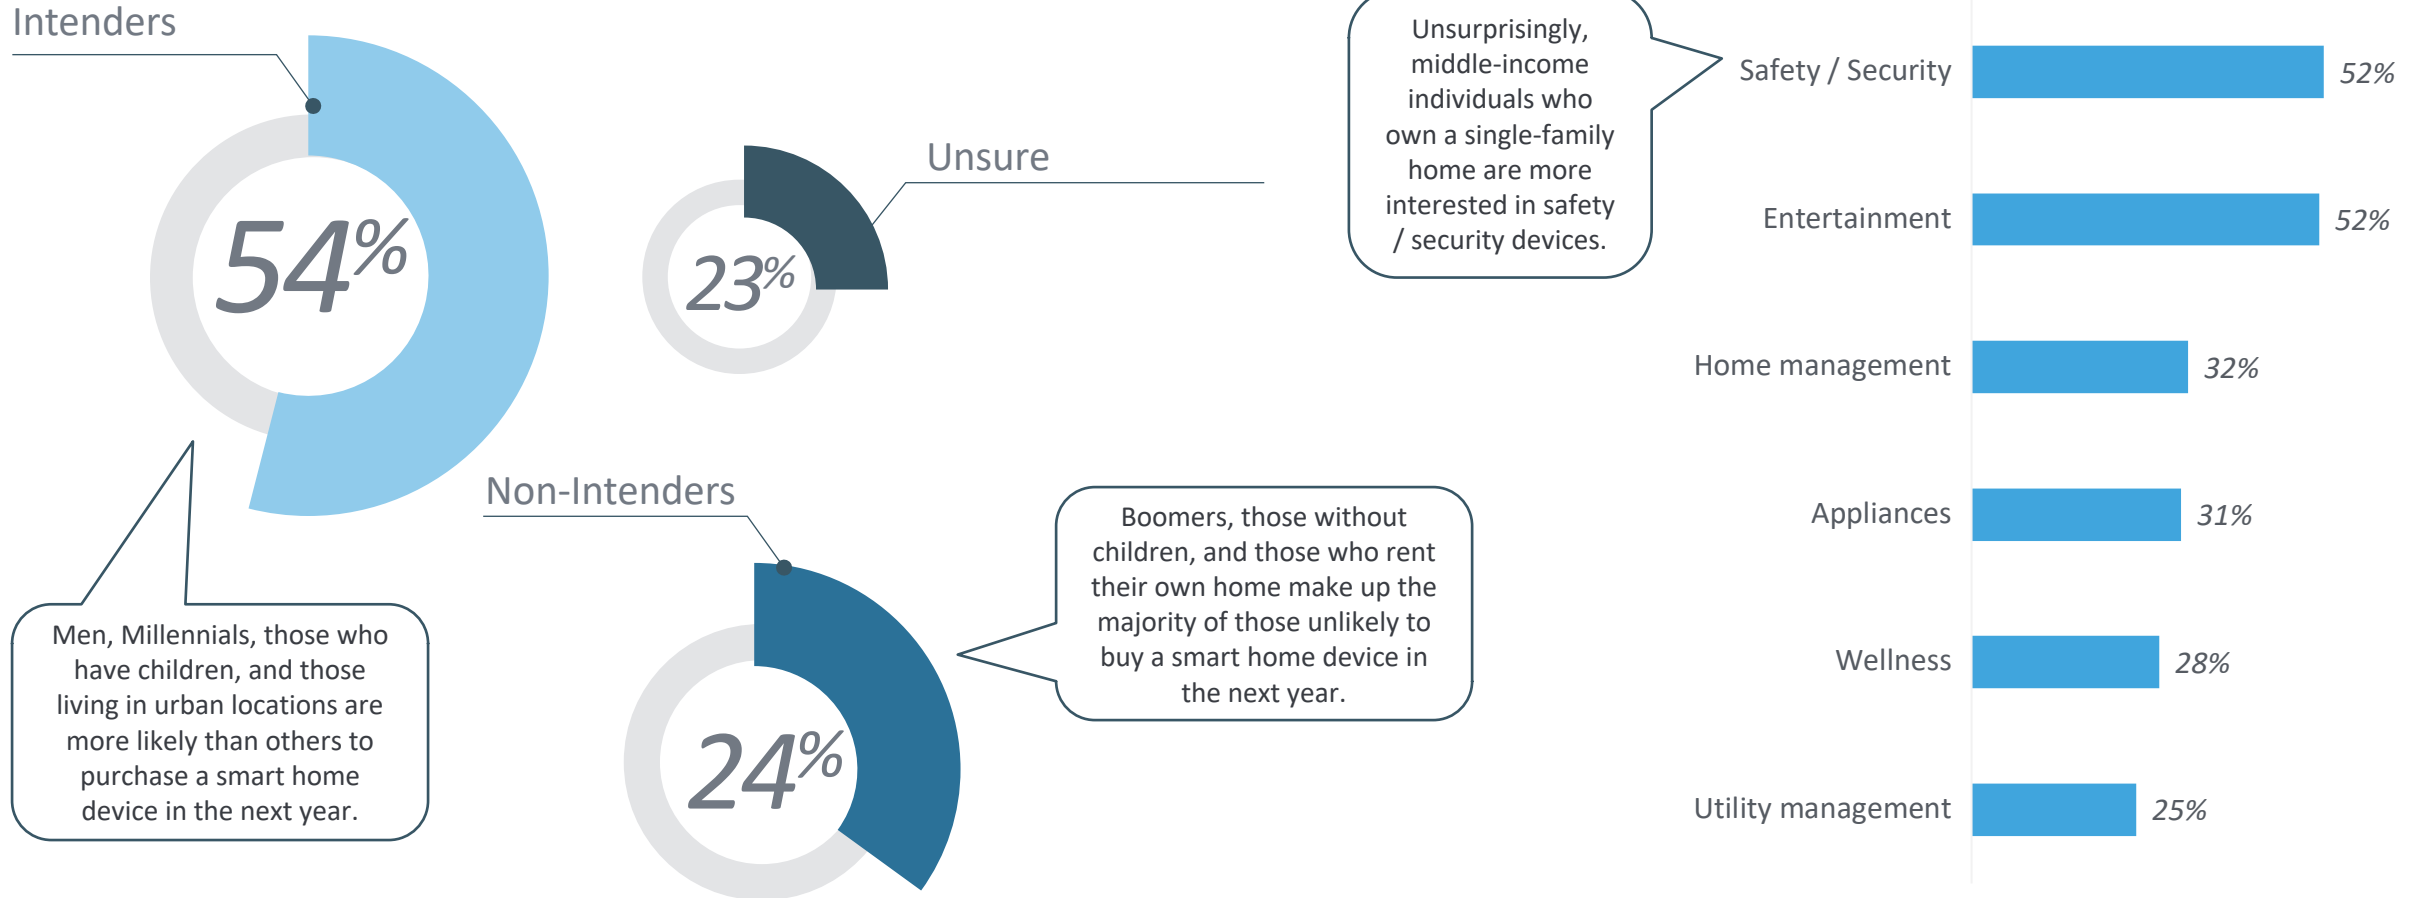 Intenders
54%
Men, Millennials, those who
have children, and those
living in urban locations are
more likely than others to
purchase a smart home
device in the next year.
Unsure
23%
Non-Intenders
24%
Boomers, those without
children, and those who rent
their own home make up the
majority of those unlikely to
buy a smart home device in
the next year.
Unsurprisingly,
middle-income
individuals who
own a single-family
home are more
interested in safety
/ security devices.
Safety / Security 52%
Entertainment 52%
Home management 32%
Appliances 31%
Wellness 28%
Utility management 25%